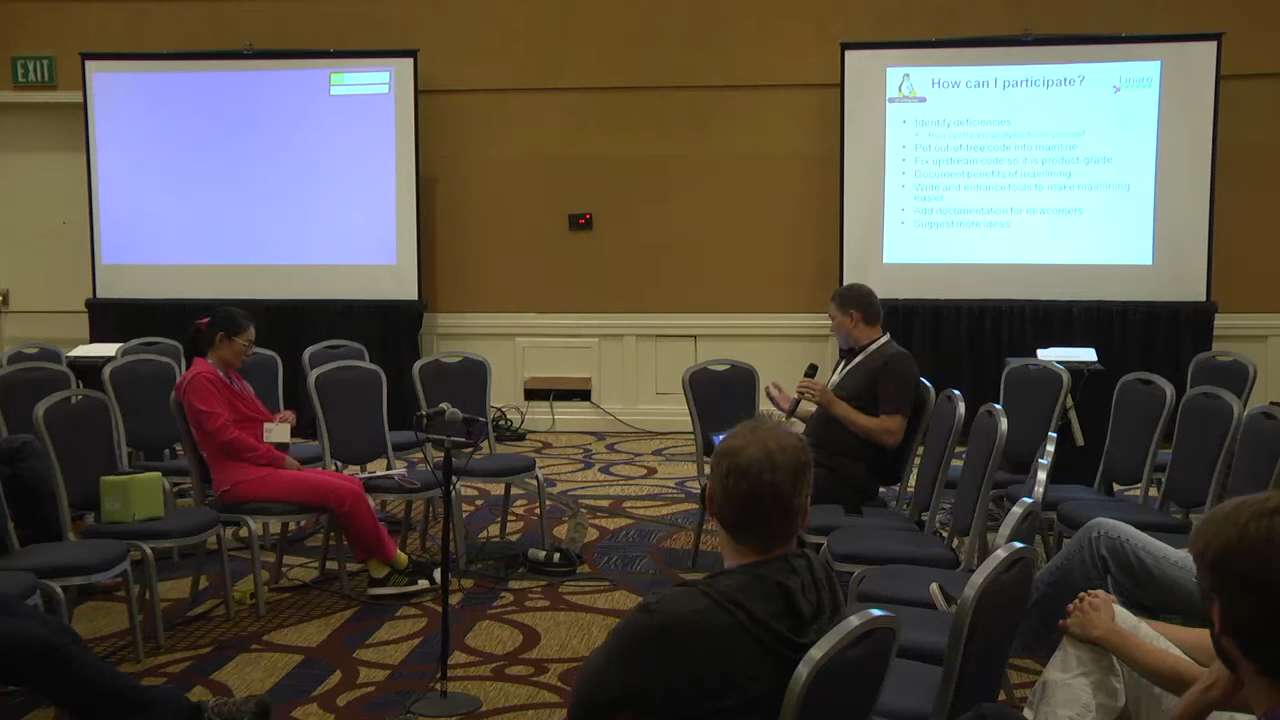 EXIT
How can I participate?
Linaro
Identify deficiencies
Put out-of-tree code into mainline
Fix upstream code so it is product-grade
Document benefits of mainlining
Write and enhance tools to make mainlining
easier
Add documentation for newcomers
Suggest more ideas